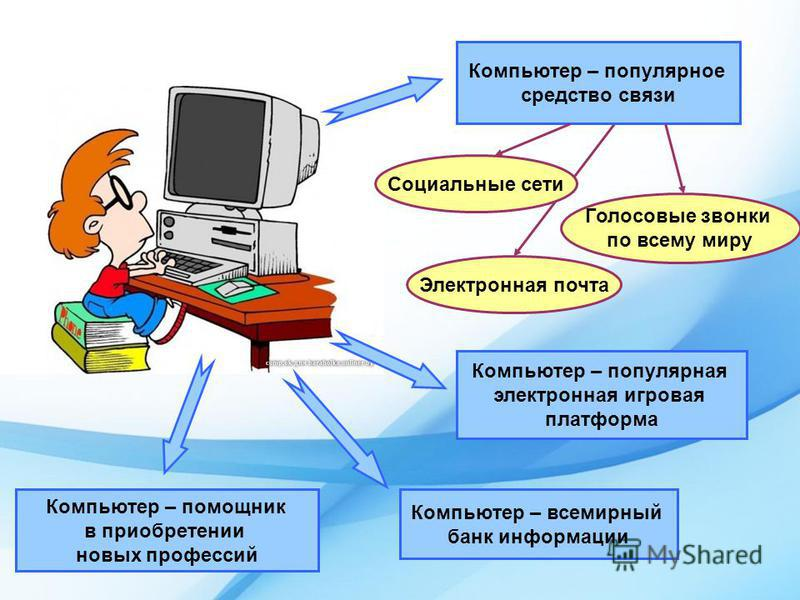 Компьютер – популярное
средство связи
Социальные сети
Голосовые звонки
по всему миру
Электронная почта
Компьютер – популярная
электронная игровая
платформа
Компьютер – помощник
в приобретении
новых профессий
Компьютер – всемирный
банк информации
Phone
MyShared